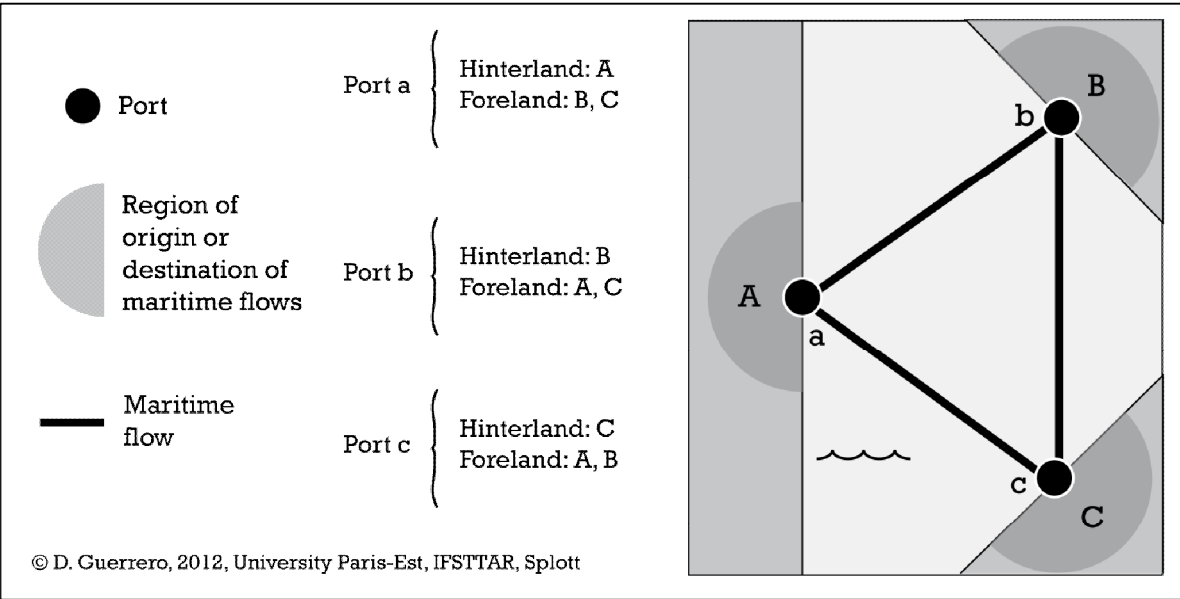 Port
Region of
origin or
destination of
maritime flows
Maritime
flow
Port a
Hinterland: A
Foreland: B, C
Port b
Hinterland: B
Foreland: A, C
Port c
Hinterland: C
Foreland: A, B
© D. Guerrero, 2012, University Paris-Est, IFSTTAR, Splott
B
b
A
a
c
C